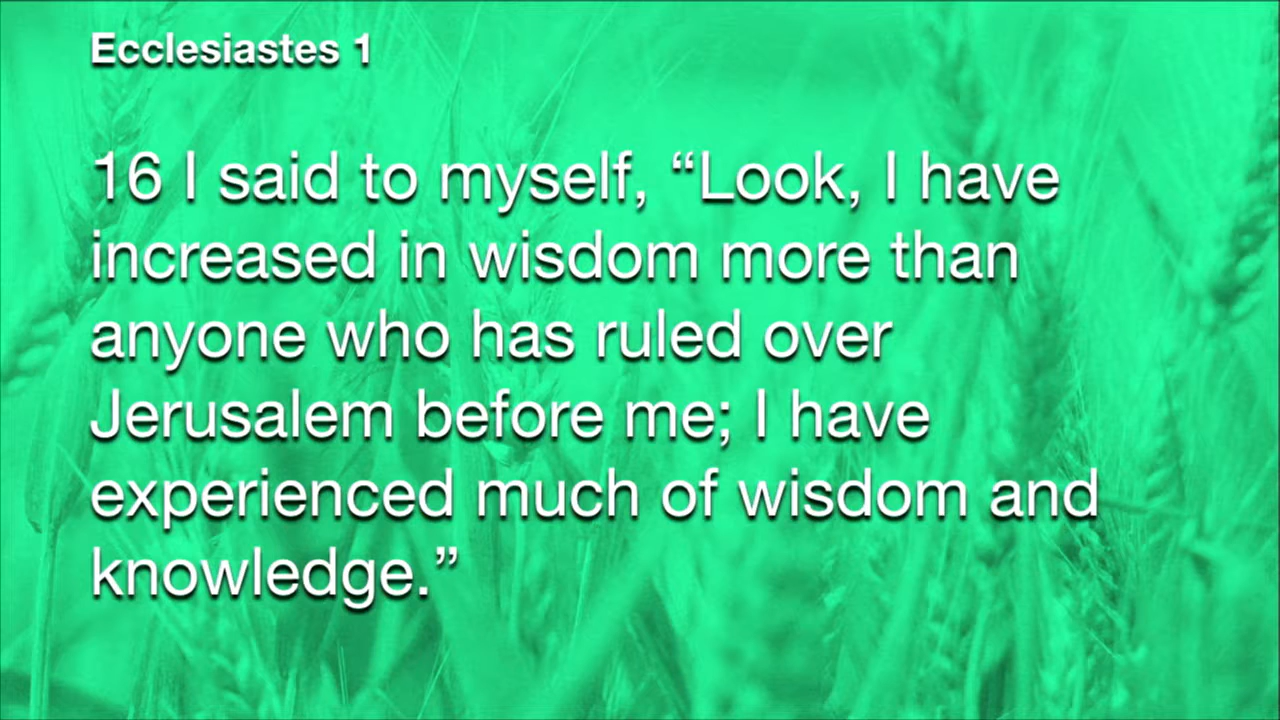 Ecclesiastes 1
16 I said to myself, “Look, I have
increased in wisdom more than
anyone who has ruled over
Jerusalem before me; I have
experienced much of wisdom and
knowledge.”